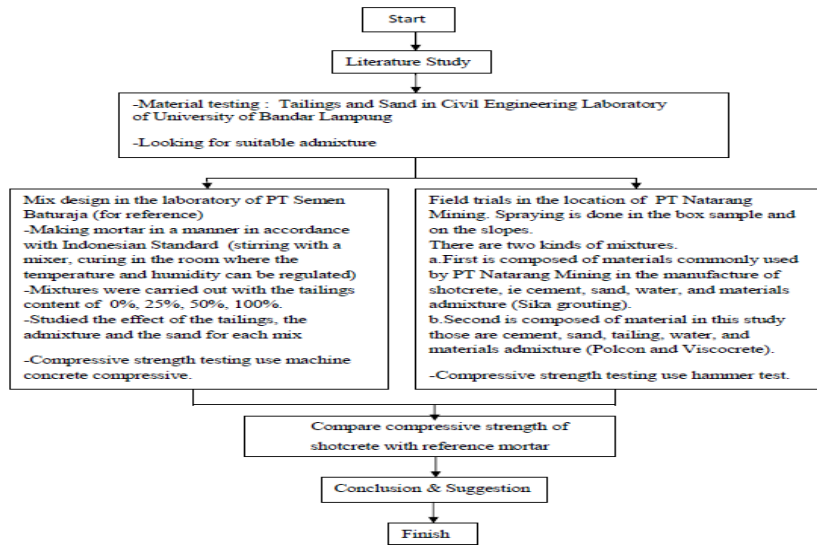 Start
Literature Study
-Material testing : Tailings and Sand in Civil Engineering Laboratory
of University of Bandar Lampung
-Looking for suitable admixture
Mix design in the laboratory of PT Semen
Baturaja (for reference)
-Making mortar in a manner in accordance
with Indonesian Standard (stirring with a
mixer, curing in the room where the
temperature and humidity can be regulated)
-Mixtures were carried out with the tailings
content of 0%, 25%, 50%, 100%.
-Studied the effect of the tailings, the
admixture and the sand for each mix
-Compressive strength testing use machine
concrete compressive.
Field trials in the location of PT Natarang
Mining. Spraying is done in the box sample and
on the slopes.
There are two kinds of mixtures.
a.First is composed of materials commonly used
by PT Natarang Mining in the manufacture of
shotcrete, ie cement, sand, water, and materials
admixture (Sika grouting).
b.Second is composed of material in this study
those are cement, sand, tailing, water, and
materials admixture (Polcon and Viscocrete).
-Compressive strength testing use hammer test.
Compare compressive strength of
shotcrete with reference mortar
Conclusion & Suggestion
Finish